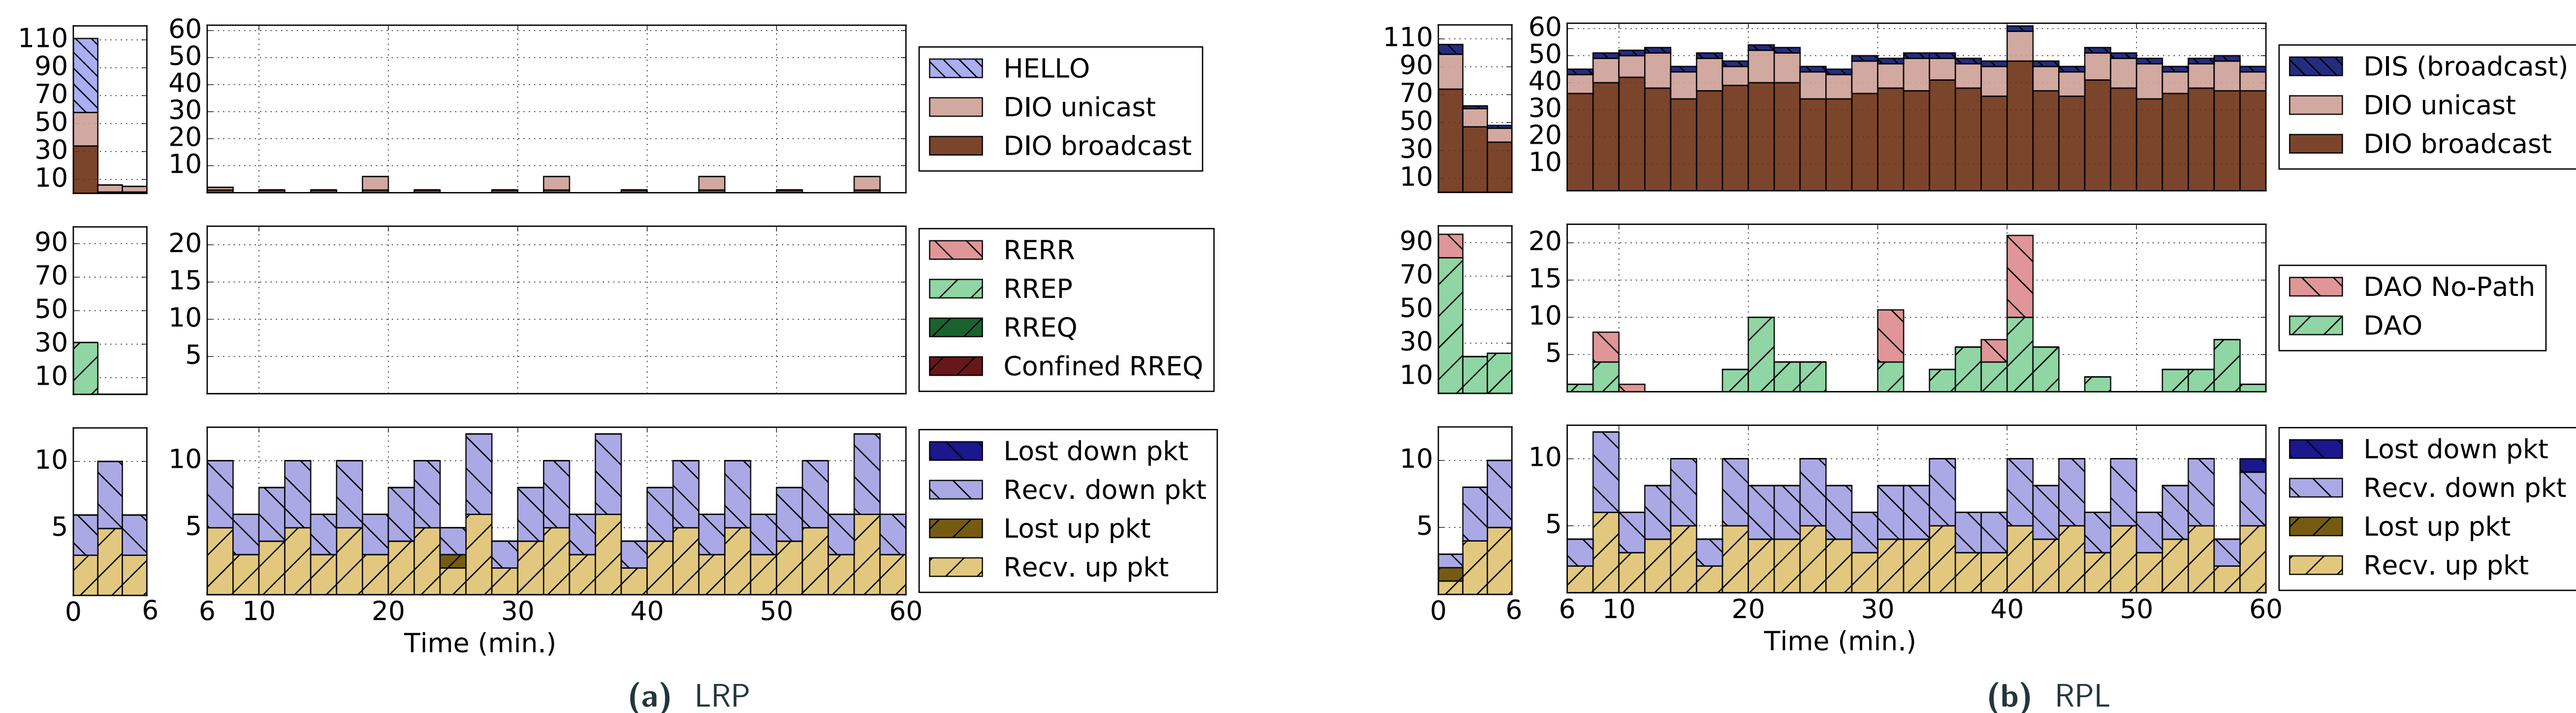 110
90
70
50
30
10
60
50
40
30
20
10
HELLO
DIO unicast
DIO broadcast
90
70
50
30
10
20
15
10
5
RERR
RREP
RREQ
Confined RREQ
10
5
10
5
Lost down pkt
Recv. down pkt
Lost up pkt
Recv. up pkt
0 6 6 10 20 30 40 50 60
Time (min.)
(a) LRP
110
90
70
50
30
10
60
50
40
30
20
10
DIS (broadcast)
DIO unicast
DIO broadcast
90
70
50
30
10
20
15
10
5
DAO No-Path
DAO
10
5
10
5
Lost down pkt
Recv. down pkt
Lost up pkt
Recv. up pkt
0 6 6 10 20 30 40 50 60
Time (min.)
(b) RPL